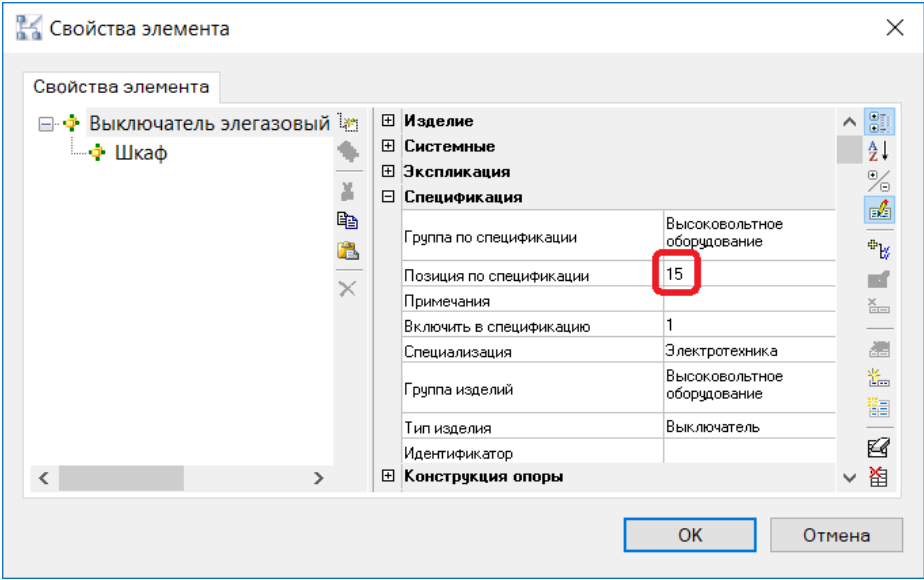 Свойства элемента
Свойства элемента
Выключатель элегазовый
Шкаф
Изделие
Системные
Экспликация
Спецификация
Группа по спецификации Высоковольтное
оборудование
Позиция по спецификации 15
Примечания
Включить в спецификацию 1
Специализация Электротехника
Группа изделий Высоковольтное
оборудование
Тип изделия Выключатель
Идентификатор
Конструкция опоры
OK Отмена